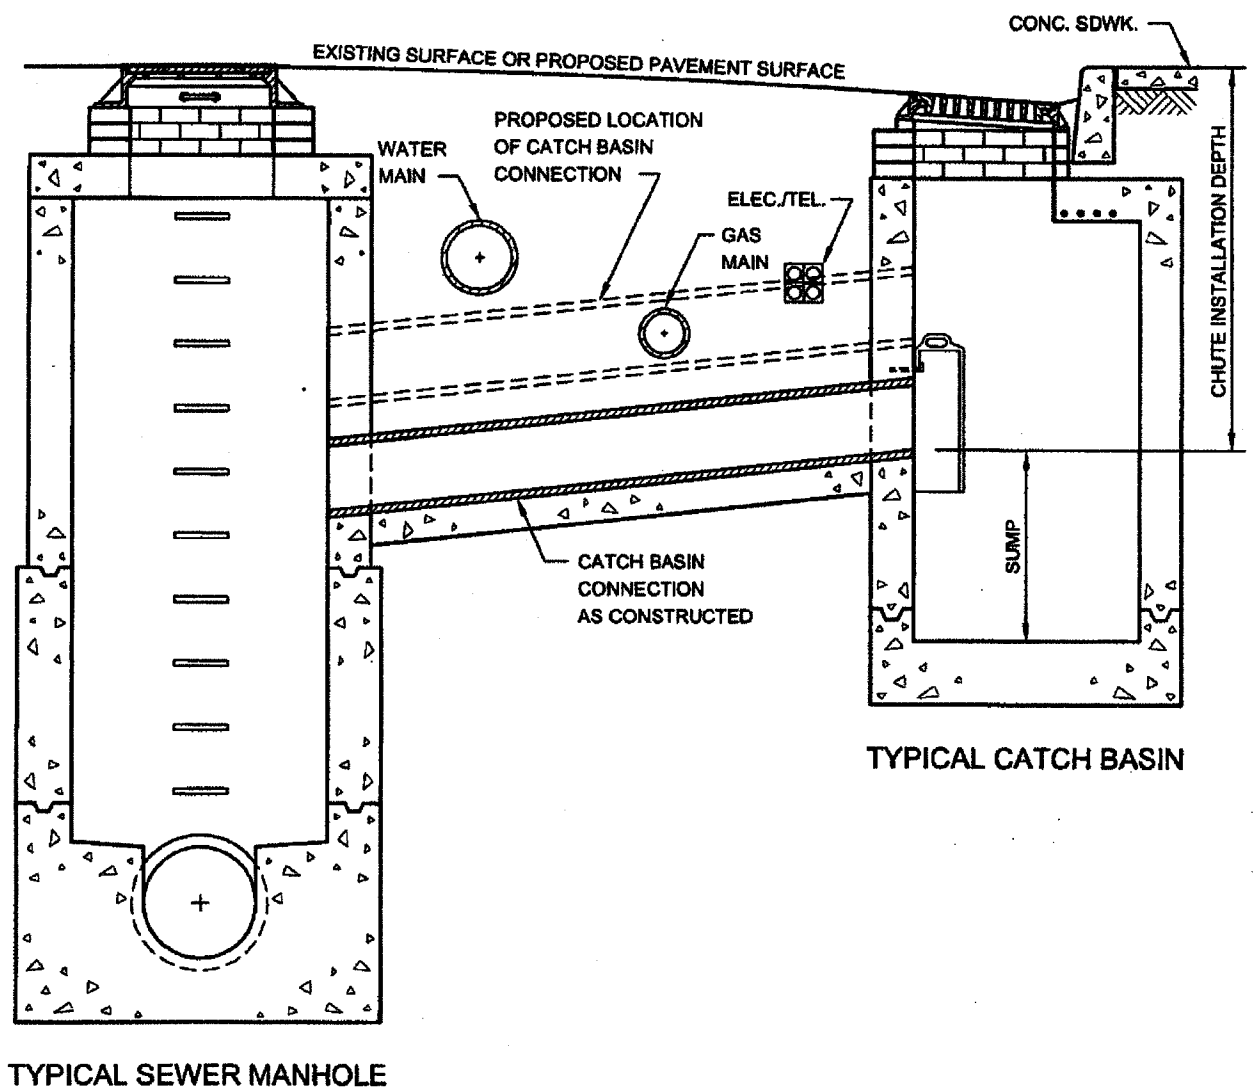 CONC. SDWK.
EXISTING SURFACE OR PROPOSED PAVEMENT SURFACE
PROPOSED LOCATION
OF CATCH BASIN
CONNECTION
WATER
MAIN
ELEC./TEL.
GAS
MAIN
CHUTE INSTALLATION DEPTH
SUMP
CATCH BASIN
CONNECTION
AS CONSTRUCTED
TYPICAL CATCH BASIN
TYPICAL SEWER MANHOLE